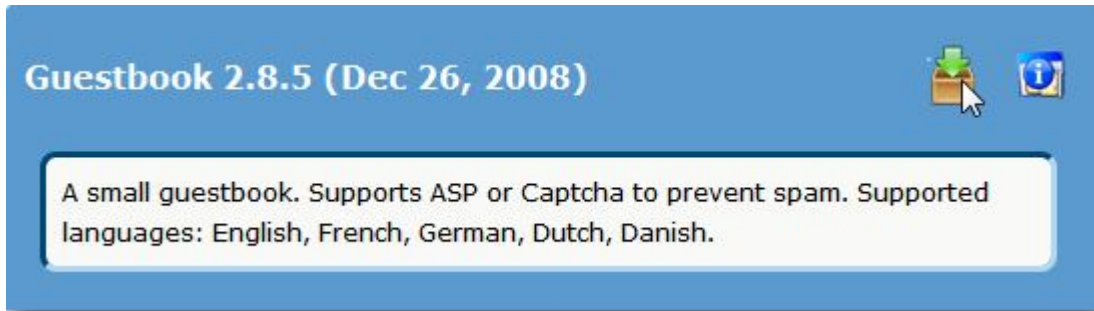 Guestbook 2.8.5 (Dec 26, 2008)
A small guestbook. Supports ASP or Captcha to prevent spam. Supported
languages: English, French, German, Dutch, Danish.